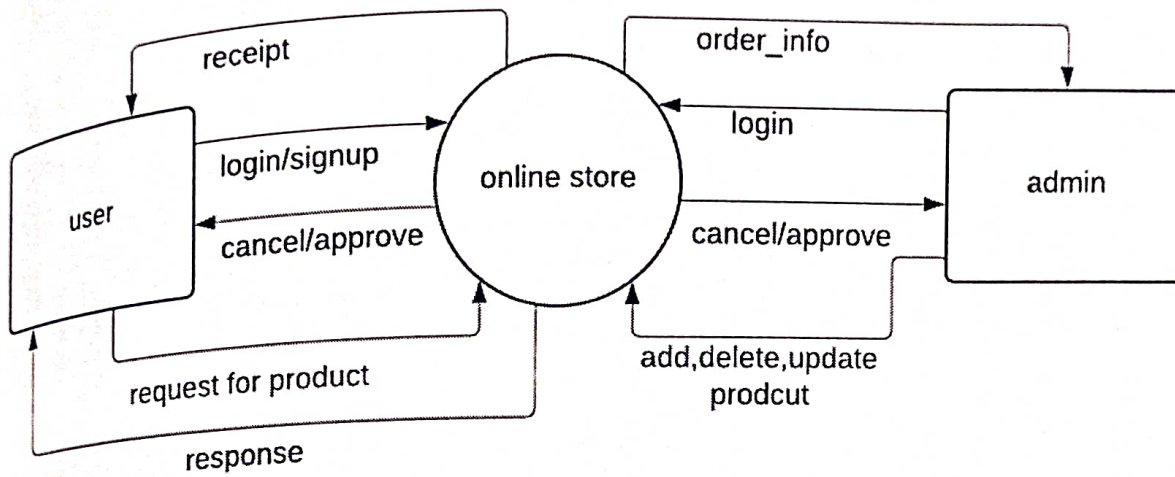 receipt
order_info
login
login/signup
online store
admin
user
cancel/approve
cancel/approve
add,delete,update
prodcut
request for product
response